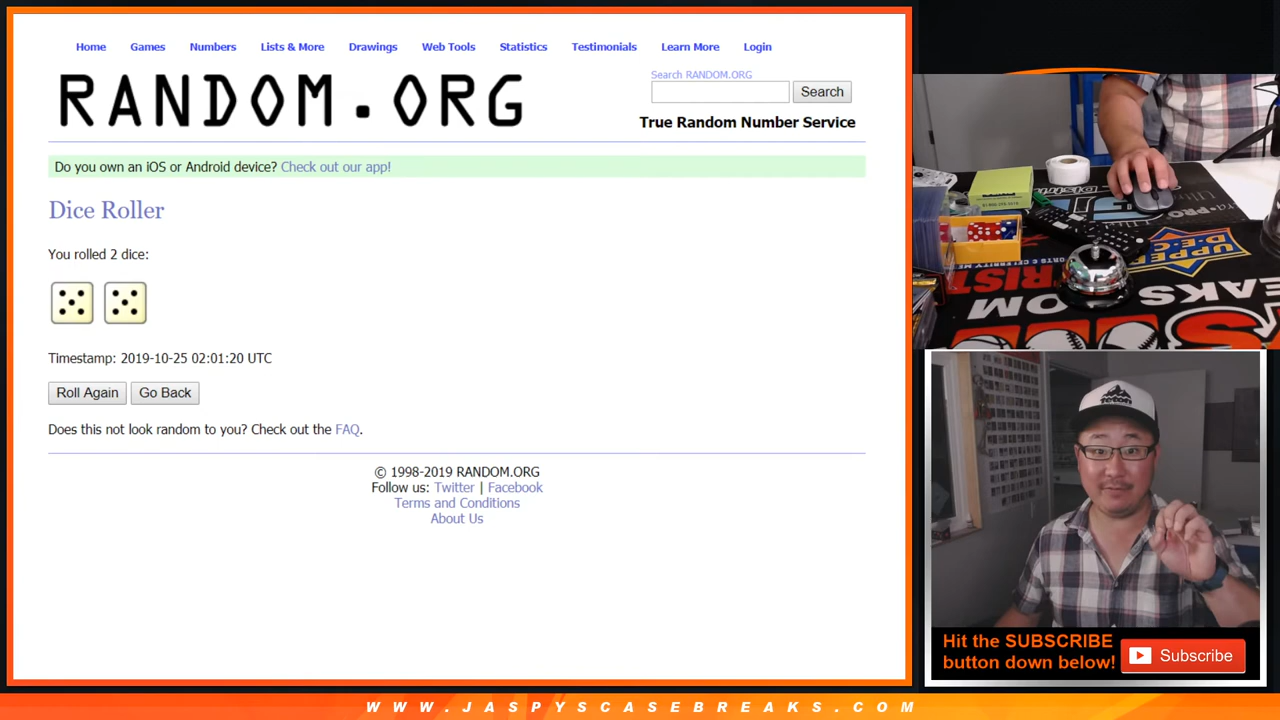 Home Games Numbers Lists & More Drawings Web Tools Statistics Testimonials Learn More Login
RANDOM.ORG
Search RANDOM.ORG
Search
True Random Number Service
Do you own an iOS or Android device? Check out our app!
Dice Roller
You rolled 2 dice:
Timestamp: 2019-10-25 02:01:20 UTC
Roll Again Go Back
Does this not look random to you? Check out the FAQ.
© 1998-2019 RANDOM.ORG
Follow us: Twitter | Facebook
Terms and Conditions
About Us
UPPER
DEC
OM
EAKS
teton
Hit the SUBSCRIBE
button down below!
Subscribe
WWW.JASPYSCASEBREAKS.COM